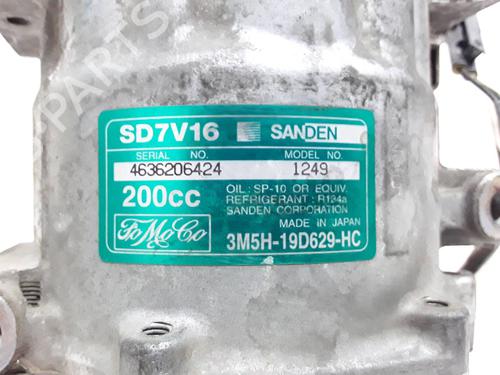 SD7V16 SANDEN
SERIAL NO. MODEL NO.
4636206424 1249
200cc OIL: SP-10 OR EQUIV.
REFRIGERANT: R134a
SANDEN CORPORATION
MADE IN JAPAN
FoMoCo 3M5H-19D629-HC
PARTS